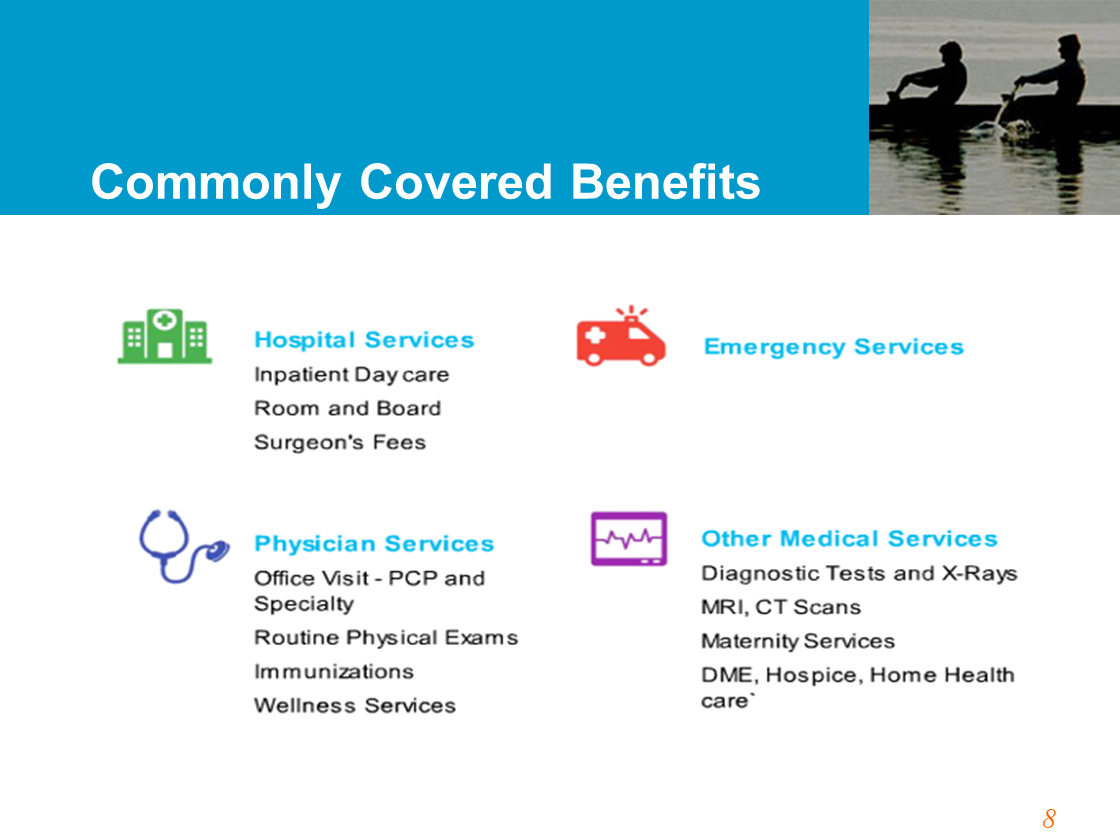 Commonly Covered Benefits
Hospital Services
Inpatient Day care
Room and Board
Surgeon's Fees
Emergency Services
Physician Services
Office Visit - PCP and
Specialty
Routine Physical Exams
Immunizations
Wellness Services
Other Medical Services
Diagnostic Tests and X-Rays
MRI, CT Scans
Maternity Services
DME, Hospice, Home Health
care`
8